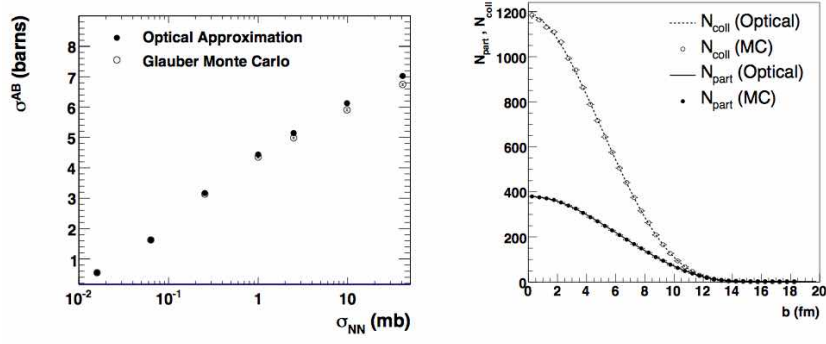 σ^AB (barns)
9
8
7
6
5
4
3
2
1
Optical Approximation
Glauber Monte Carlo
10^-2 10^-1 1 10
σ_NN (mb)
N_part , N_coll
1200
1000
800
600
400
200
0
N_coll (Optical)
N_coll (MC)
N_part (Optical)
N_part (MC)
0 2 4 6 8 10 12 14 16 18 20
b (fm)